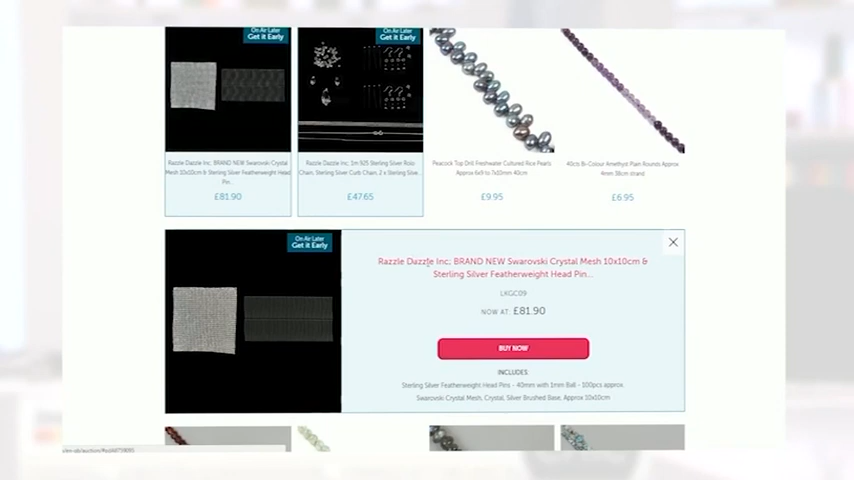 On Air Later
Get it Early
On Air Later
Get it Early
Razzle Dazzle Inc; BRAND NEW Swarovski Crystal
Mesh 10x10cm & Sterling Silver Featherweight Head
Pin...
£81.90
Razzle Dazzle Inc; 1m 925 Sterling Silver Rolo
Chain, Sterling Silver Curb Chain, 2 x Sterling Silve...
£47.65
Peacock Top Drill Freshwater Cultured Rice Pearls
Approx 6x9 to 7x10mm 40cm
£9.95
40cts Bi-Colour Amethyst Plain Rounds Approx
4mm 38cm strand
£6.95
On Air Later
Get it Early
Razzle Dazzle Inc; BRAND NEW Swarovski Crystal Mesh 10x10cm &
Sterling Silver Featherweight Head Pin...
LKGC09
NOW AT: £81.90
BUY NOW
INCLUDES:
Sterling Silver Featherweight Head Pins - 40mm with 1mm Ball - 100pcs approx.
Swarovski Crystal Mesh, Crystal, Silver Brushed Base, Approx 10x10cm